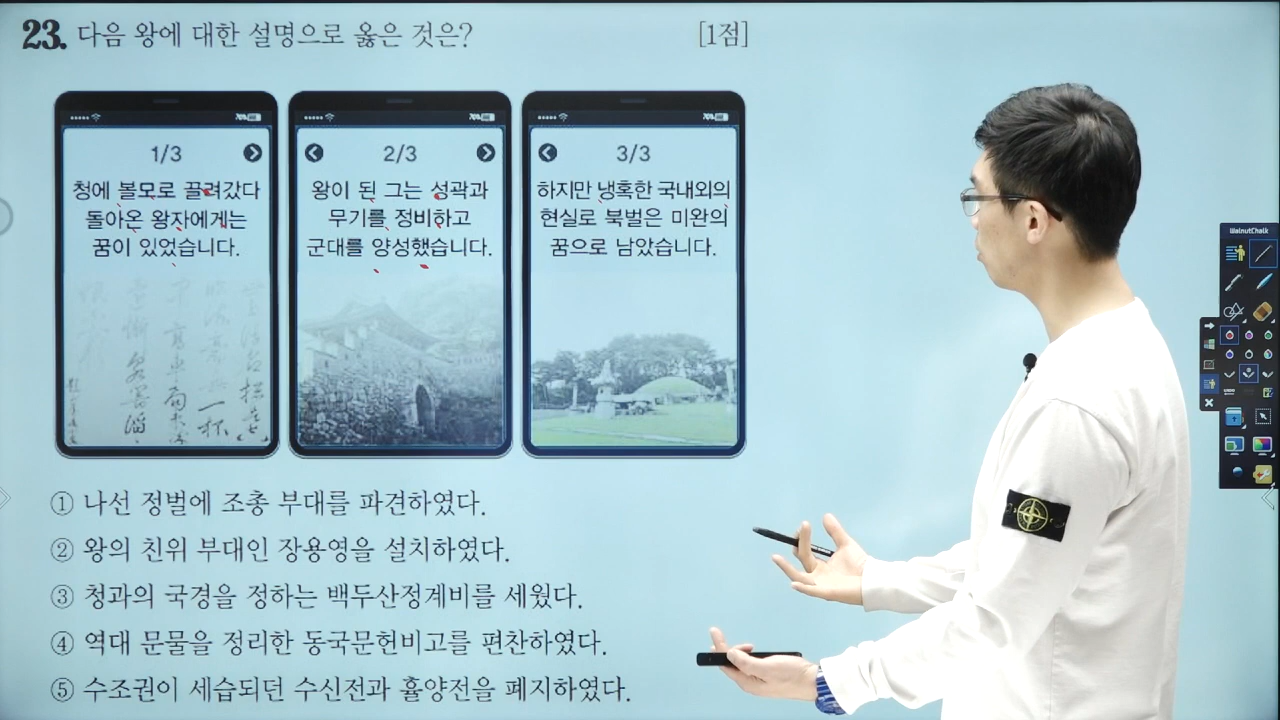 23. 다음 왕에 대한 설명으로 옳은 것은? [1점]
1/3
청에 볼모로 끌려갔다
돌아온 왕자에게는
꿈이 있었습니다.
2/3
왕이 된 그는 성곽과
무기를 정비하고
군대를 양성했습니다.
3/3
하지만 냉혹한 국내외의
현실로 북벌은 미완의
꿈으로 남았습니다.
① 나선 정벌에 조총 부대를 파견하였다.
② 왕의 친위 부대인 장용영을 설치하였다.
③ 청과의 국경을 정하는 백두산정계비를 세웠다.
④ 역대 문물을 정리한 동국문헌비고를 편찬하였다.
⑤ 수조권이 세습되던 수신전과 휼양전을 폐지하였다.
WalnutChalk